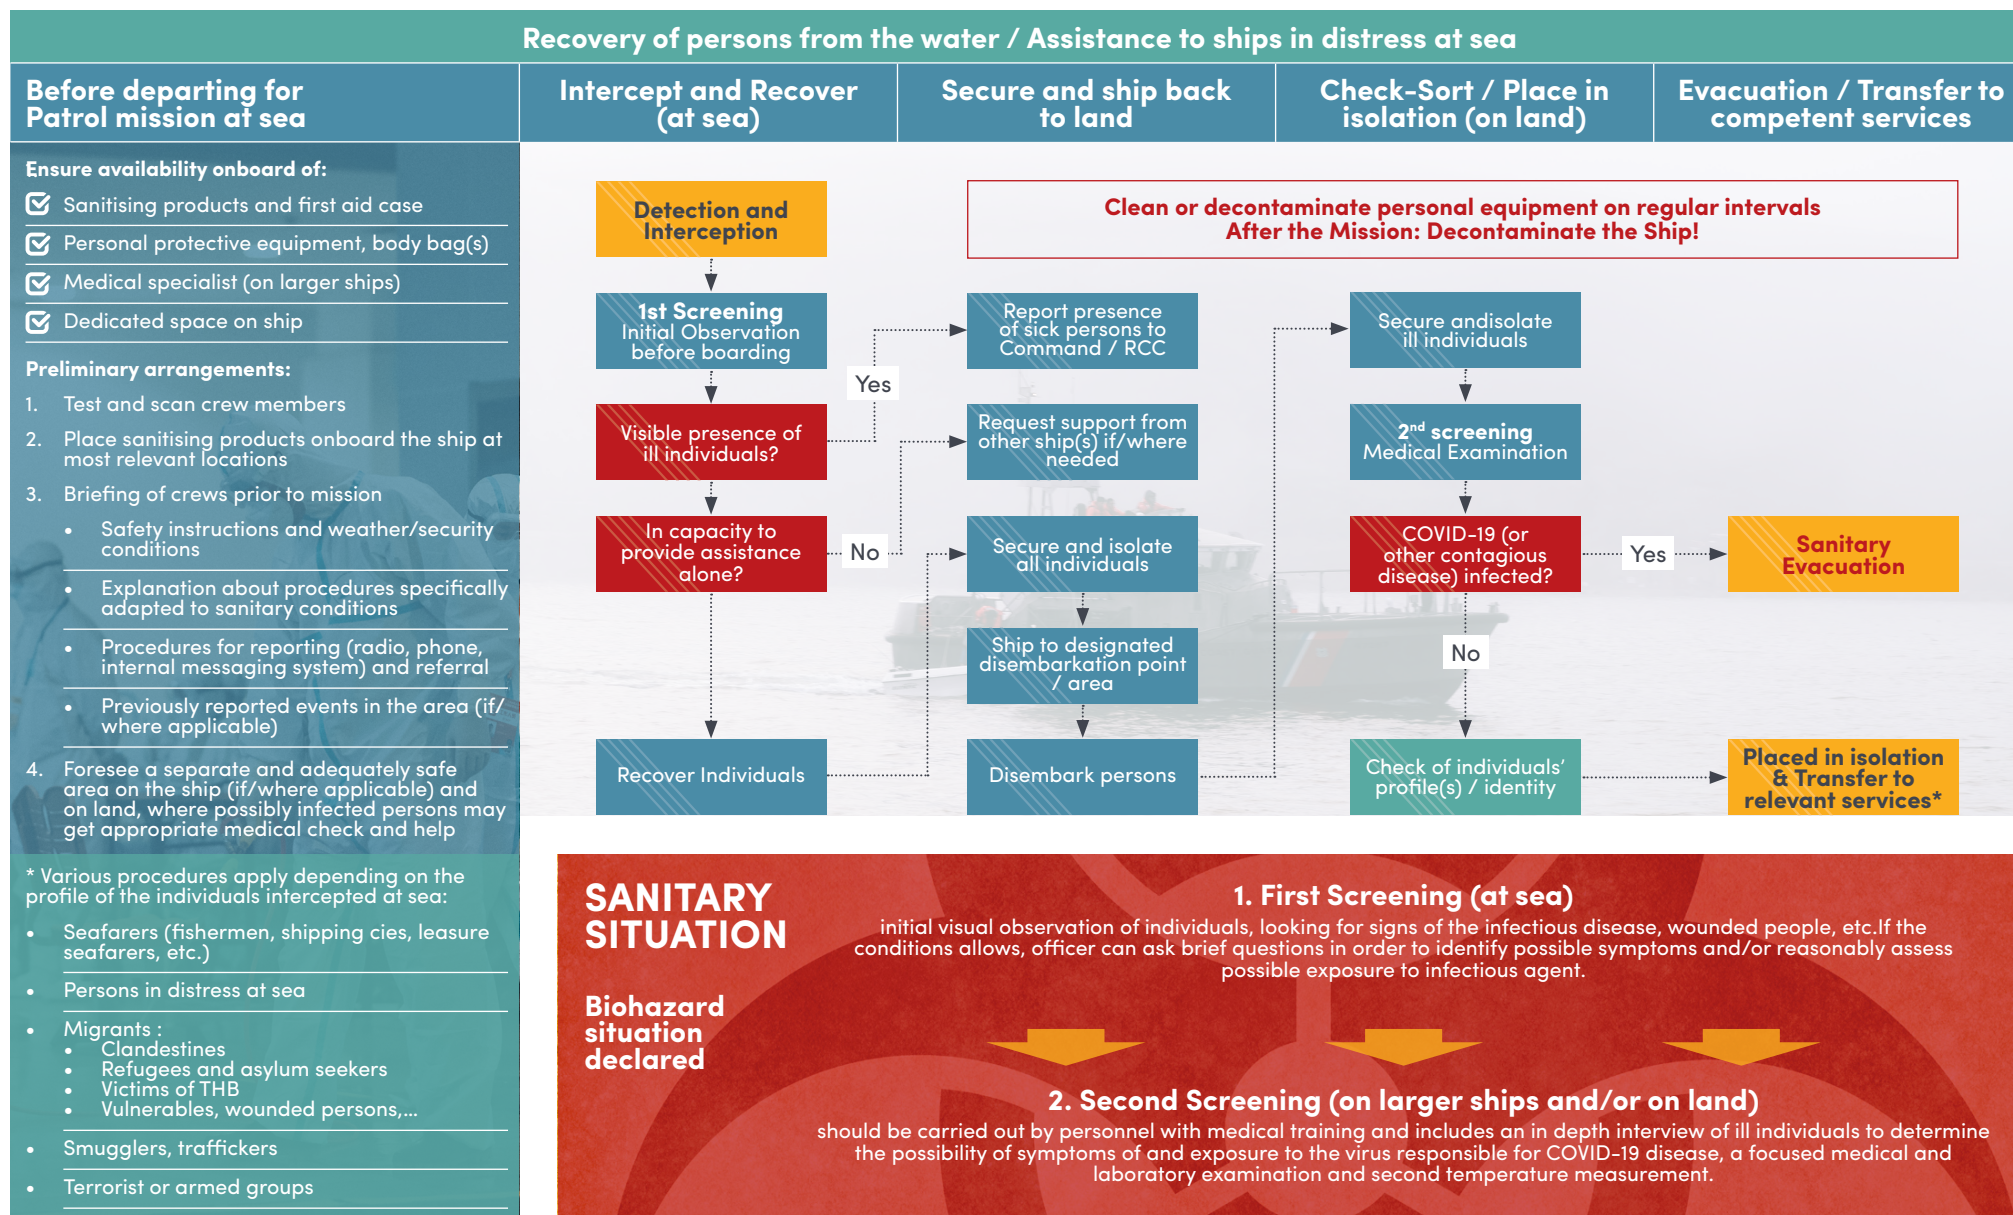 Recovery of persons from the water / Assistance to ships in distress at sea
Before departing for
Patrol mission at sea
Intercept and Recover
(at sea)
Secure and ship back
to land
Check-Sort / Place in
isolation (on land)
Evacuation / Transfer to
competent services
Ensure availability onboard of:
Sanitising products and first aid case
Personal protective equipment, body bag(s)
Medical specialist (on larger ships)
Dedicated space on ship
Preliminary arrangements:
1. Test and scan crew members
2. Place sanitising products onboard the ship at
most relevant locations
3. Briefing of crews prior to mission
• Safety instructions and weather/security
conditions
• Explanation about procedures specifically
adapted to sanitary conditions
• Procedures for reporting (radio, phone,
internal messaging system) and referral
• Previously reported events in the area (if/
where applicable)
4. Foresee a separate and adequately safe
area on the ship (if/where applicable) and
on land, where possibly infected persons may
get appropriate medical check and help
* Various procedures apply depending on the
profile of the individuals intercepted at sea:
• Seafarers (fishermen, shipping cies, leasure
seafarers, etc.)
• Persons in distress at sea
• Migrants :
• Clandestines
• Refugees and asylum seekers
• Victims of THB
• Vulnerables, wounded persons,...
• Smugglers, traffickers
• Terrorist or armed groups
Detection and
Interception
1st Screening
Initial Observation
before boarding
Visible presence of
ill individuals?
Yes
In capacity to
provide assistance
alone?
No
Recover Individuals
Clean or decontaminate personal equipment on regular intervals
After the Mission: Decontaminate the Ship!
Report presence
of sick persons to
Command / RCC
Request support from
other ship(s) if/where
needed
Secure and isolate
all individuals
Ship to designated
disembarkation point
/ area
Disembark persons
Secure andisolate
ill individuals
2nd screening
Medical Examination
COVID-19 (or
other contagious
disease) infected?
Yes
No
Check of individuals’
profile(s) / identity
Sanitary
Evacuation
Placed in isolation
& Transfer to
relevant services*
SANITARY
SITUATION
Biohazard
situation
declared
1. First Screening (at sea)
initial visual observation of individuals, looking for signs of the infectious disease, wounded people, etc.If the
conditions allows, officer can ask brief questions in order to identify possible symptoms and/or reasonably assess
possible exposure to infectious agent.
2. Second Screening (on larger ships and/or on land)
should be carried out by personnel with medical training and includes an in depth interview of ill individuals to determine
the possibility of symptoms of and exposure to the virus responsible for COVID-19 disease, a focused medical and
laboratory examination and second temperature measurement.